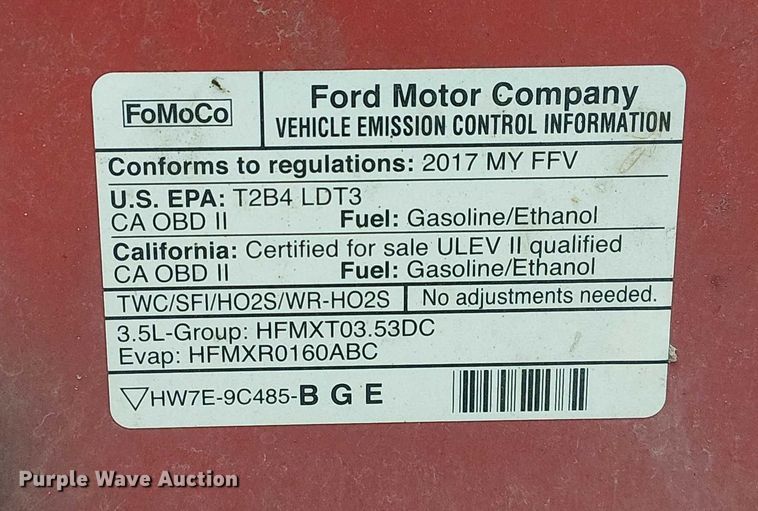 FoMoCo
Ford Motor Company
VEHICLE EMISSION CONTROL INFORMATION
Conforms to regulations: 2017 MY FFV
U.S. EPA: T2B4 LDT3
CA OBD II Fuel: Gasoline/Ethanol
California: Certified for sale ULEV II qualified
CA OBD II Fuel: Gasoline/Ethanol
TWC/SFI/HO2S/WR-HO2S No adjustments needed.
3.5L-Group: HFMXT03.53DC
Evap: HFMXR0160ABC
▽HW7E-9C485-B G E
Purple Wave Auction